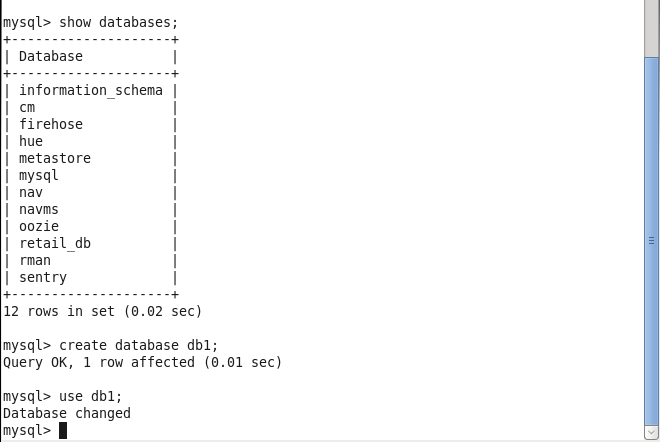 mysql> show databases;
+--------------------+
| Database           |
+--------------------+
| information_schema |
| cm                 |
| firehose           |
| hue                |
| metastore          |
| mysql              |
| nav                |
| navms              |
| oozie              |
| retail_db          |
| rman               |
| sentry             |
+--------------------+
12 rows in set (0.02 sec)
mysql> create database db1;
Query OK, 1 row affected (0.01 sec)
mysql> use db1;
Database changed
mysql>